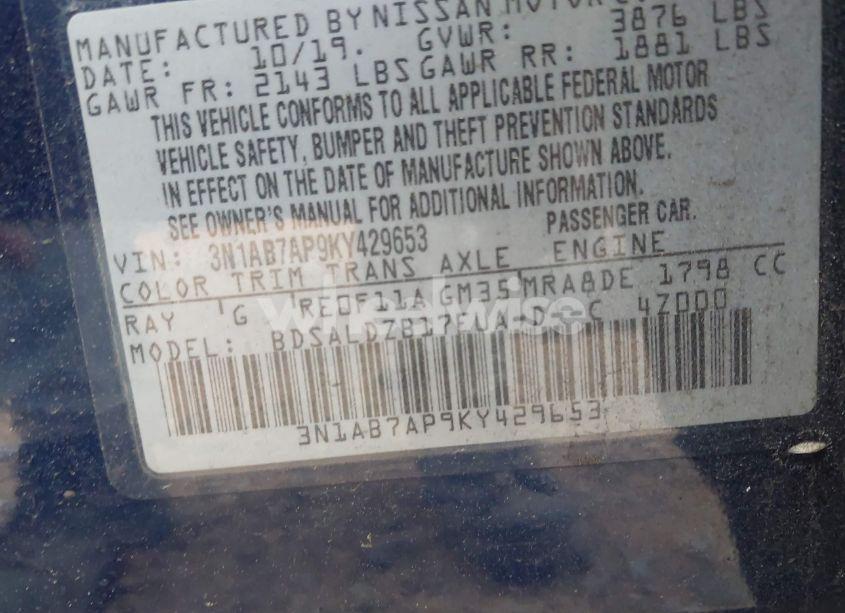 MANUFACTURED BY NISSAN MOTOR
DATE: 10/19. GVWR: 3876 LBS
GAWR FR: 2143 LBS GAWR RR: 1881 LBS
THIS VEHICLE CONFORMS TO ALL APPLICABLE FEDERAL MOTOR
VEHICLE SAFETY, BUMPER AND THEFT PREVENTION STANDARDS
IN EFFECT ON THE DATE OF MANUFACTURE SHOWN ABOVE.
SEE OWNER'S MANUAL FOR ADDITIONAL INFORMATION.
VIN: 3N1AB7AP9KY429653 PASSENGER CAR.
COLOR TRIM TRANS AXLE ENGINE
RAY G RE0F11A GM35 MRA8DE 1798 CC
MODEL: 4Z000
3N1AB7AP9KY429653
wheelwise